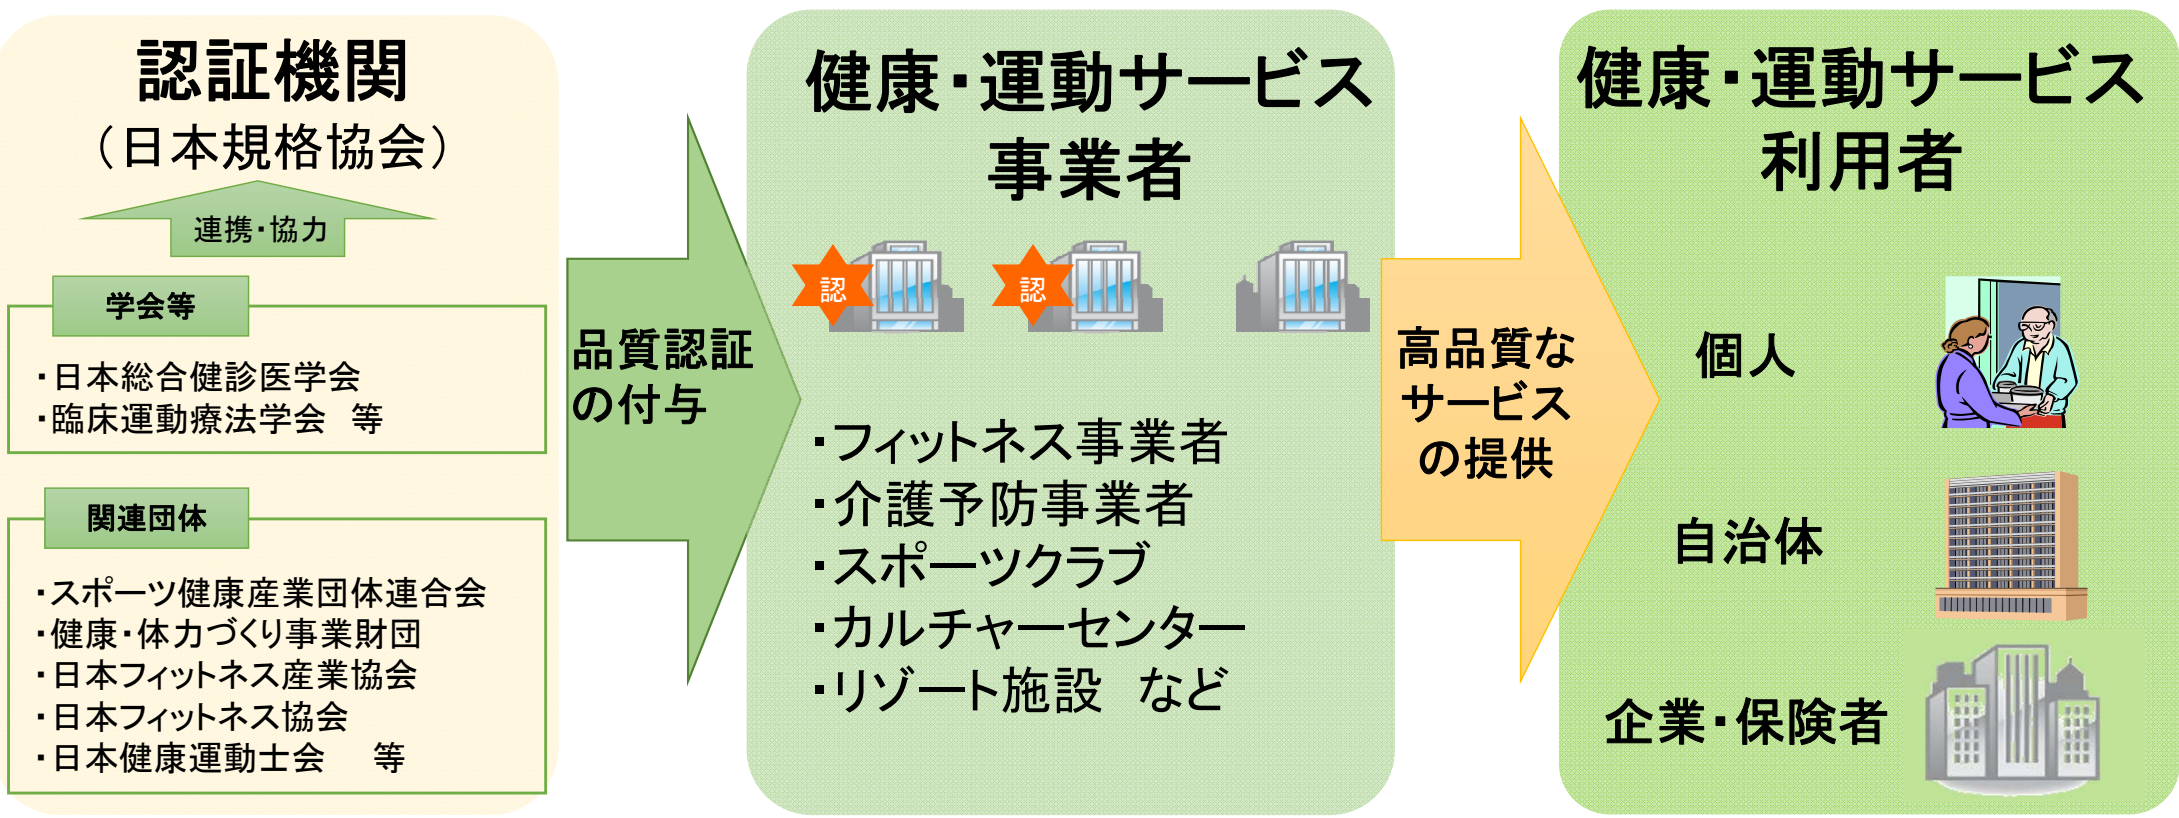 認証機関
（日本規格協会）
連携・協力
学会等
・日本総合健診医学会
・臨床運動療法学会　等
関連団体
・スポーツ健康産業団体連合会
・健康・体力づくり事業財団
・日本フィットネス産業協会
・日本フィットネス協会
・日本健康運動士会　等
品質認証
の付与
健康・運動サービス
事業者
認
認
・フィットネス事業者
・介護予防事業者
・スポーツクラブ
・カルチャーセンター
・リゾート施設　など
高品質な
サービス
の提供
健康・運動サービス
利用者
個人
自治体
企業・保険者